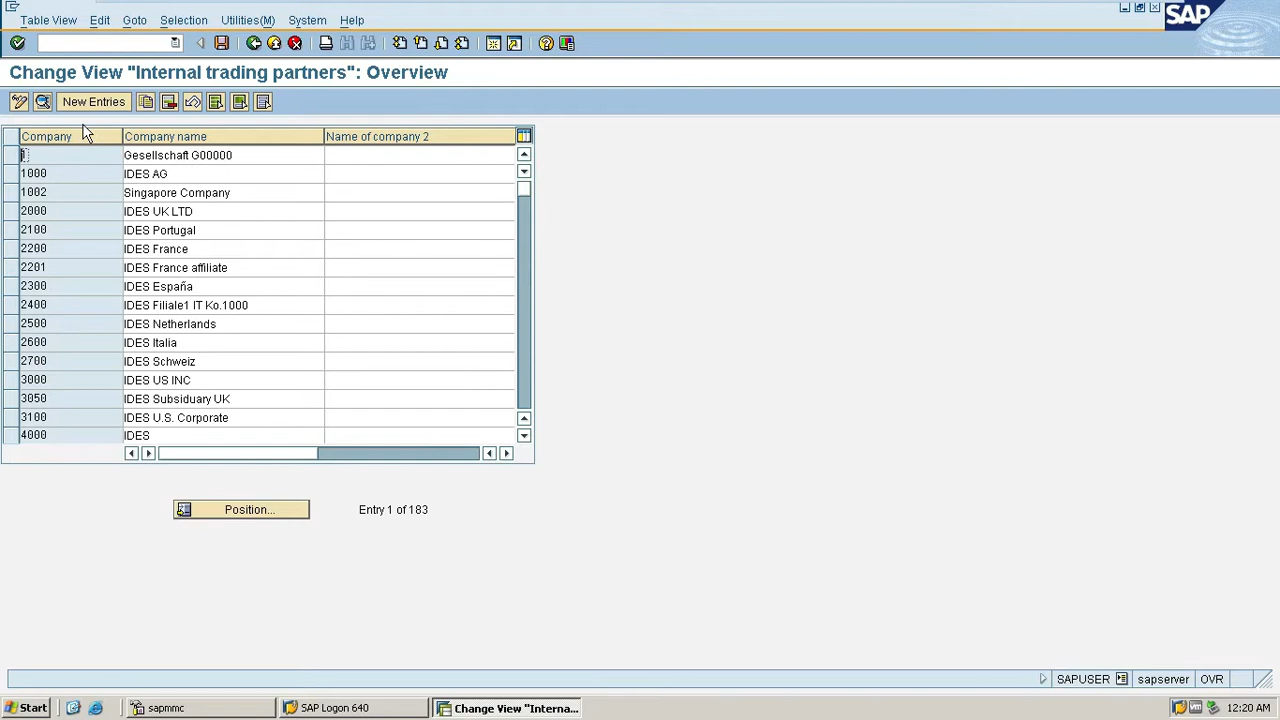 Table View Edit Goto Selection Utilities(M) System Help
SAP
Change View "Internal trading partners": Overview
New Entries
Company Company name Name of company 2
Gesellschaft G00000
1000 IDES AG
1002 Singapore Company
2000 IDES UK LTD
2100 IDES Portugal
2200 IDES France
2201 IDES France affiliate
2300 IDES España
2400 IDES Filiale1 IT Ko.1000
2500 IDES Netherlands
2600 IDES Italia
2700 IDES Schweiz
3000 IDES US INC
3050 IDES Subsiduary UK
3100 IDES U.S. Corporate
4000 IDES
Position... Entry 1 of 183
SAPUSER sapserver OVR
Start sapmmc SAP Logon 640 Change View "Interna... 12:20 AM